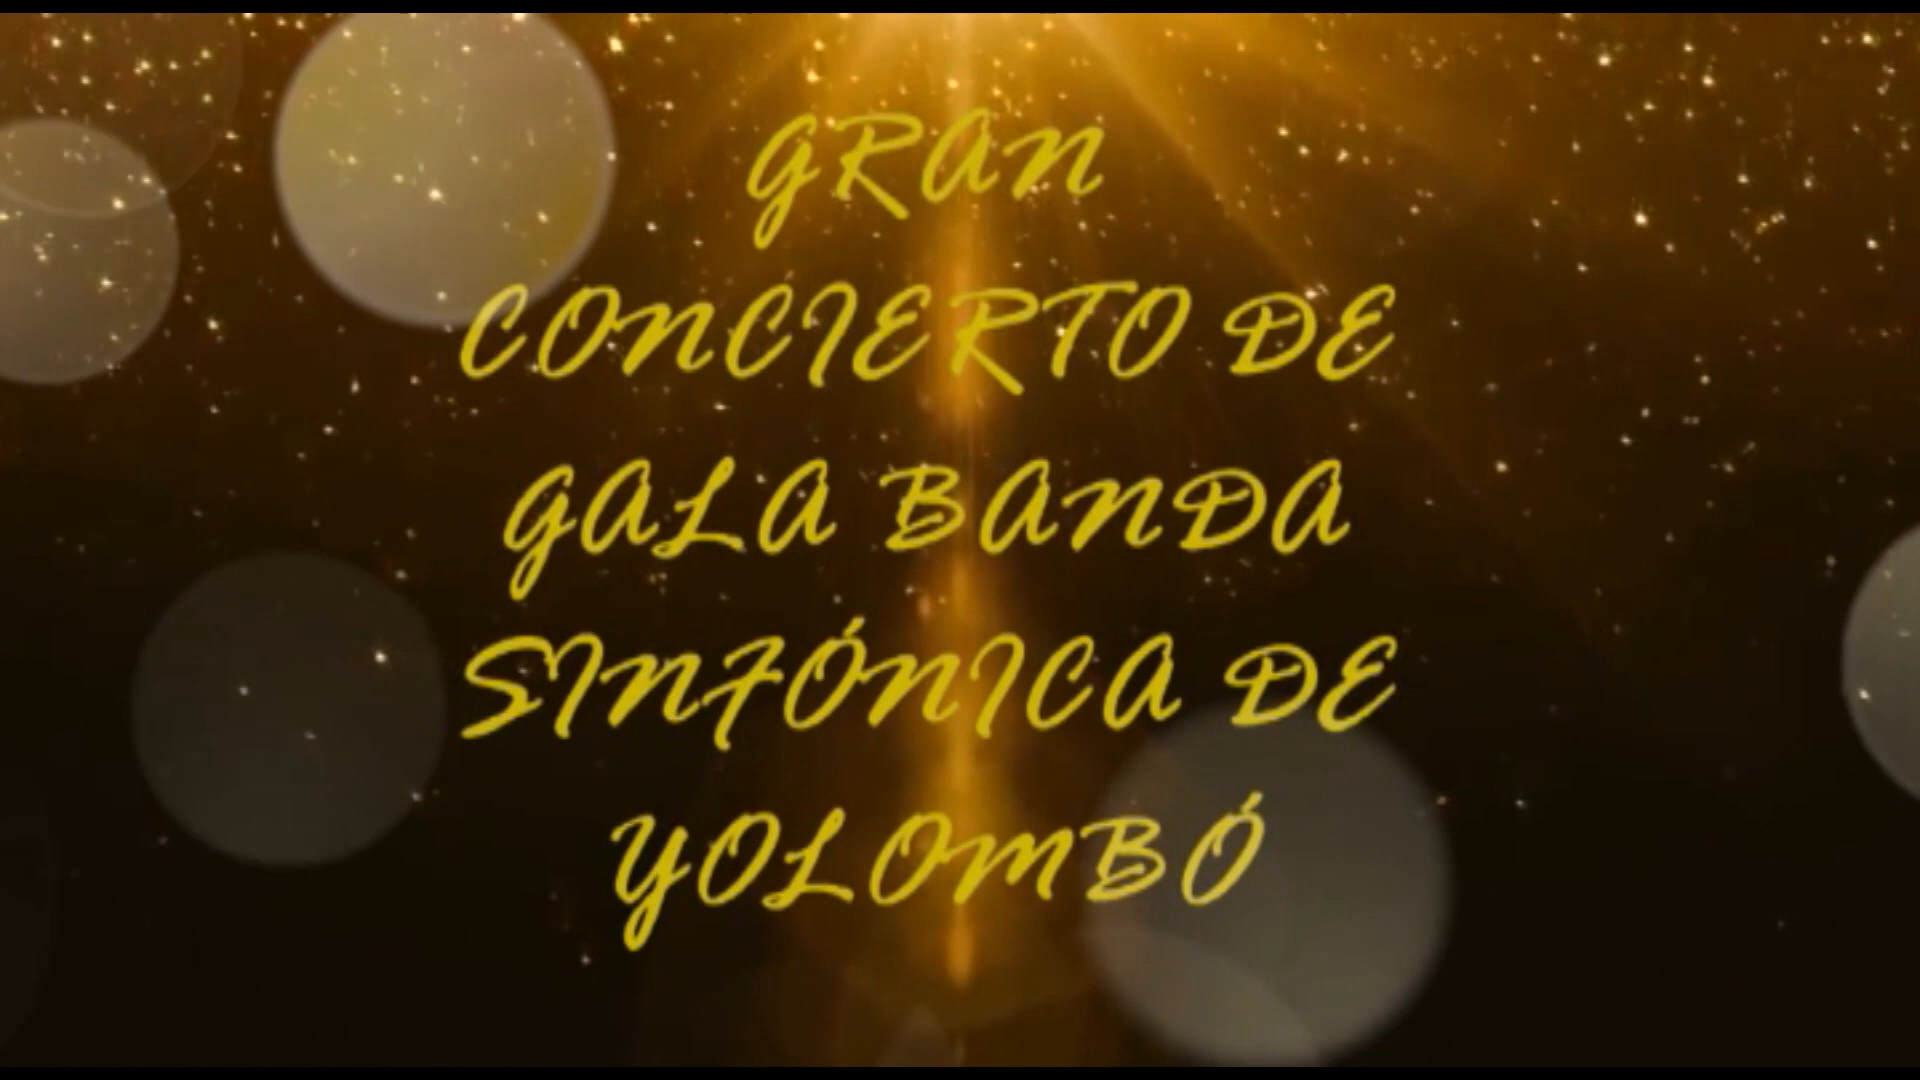 GRAN
CONCIERTO DE
GALA BANDA
SINFÓNICA DE
YOLOMBÓ